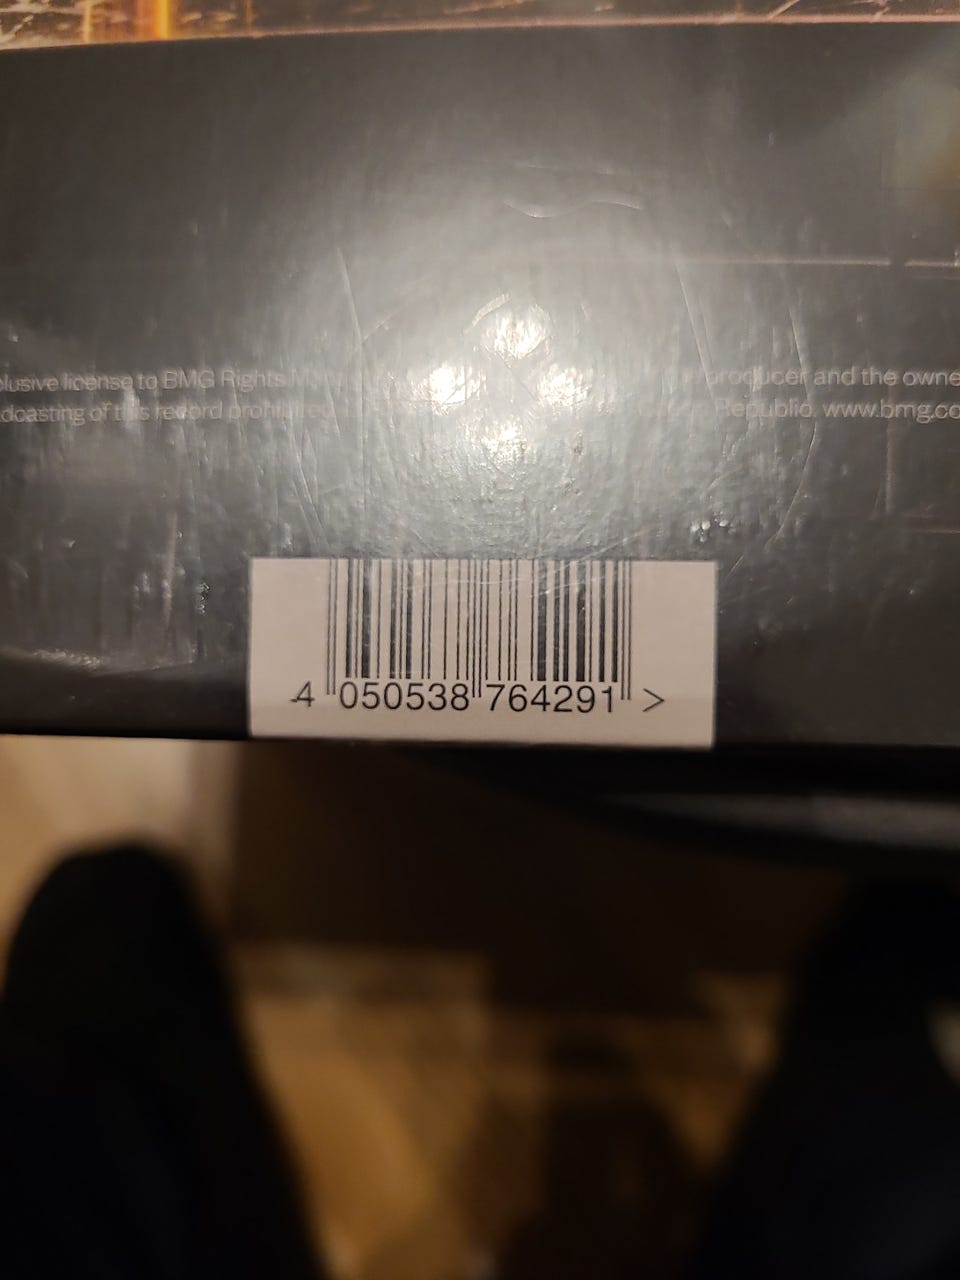 clusive license to BMG Rights producer and the owne
dcasting of this record prohibited Republic. www.bmg.co
4 050538 764291 >